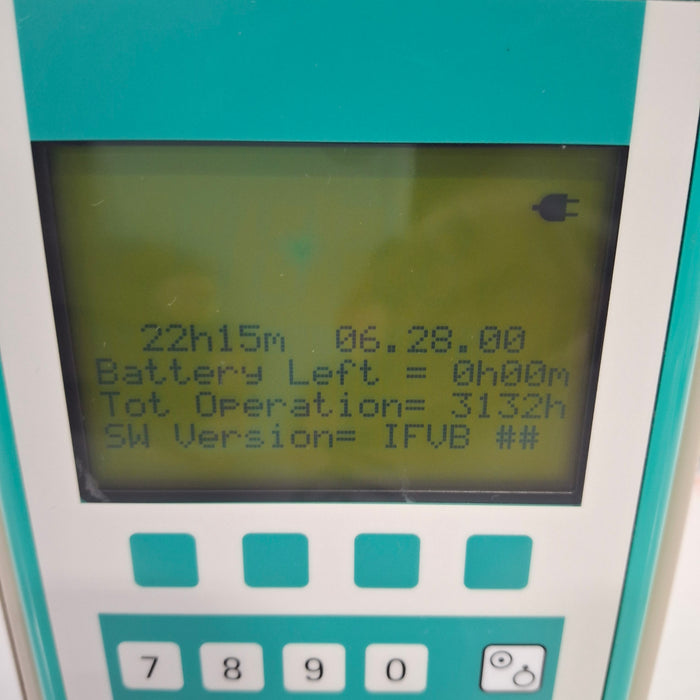 22h15m 06.28.00
Battery Left = 0h00m
Tot Operation= 3132h
SW Version= IFVB ##
7 8 9 0